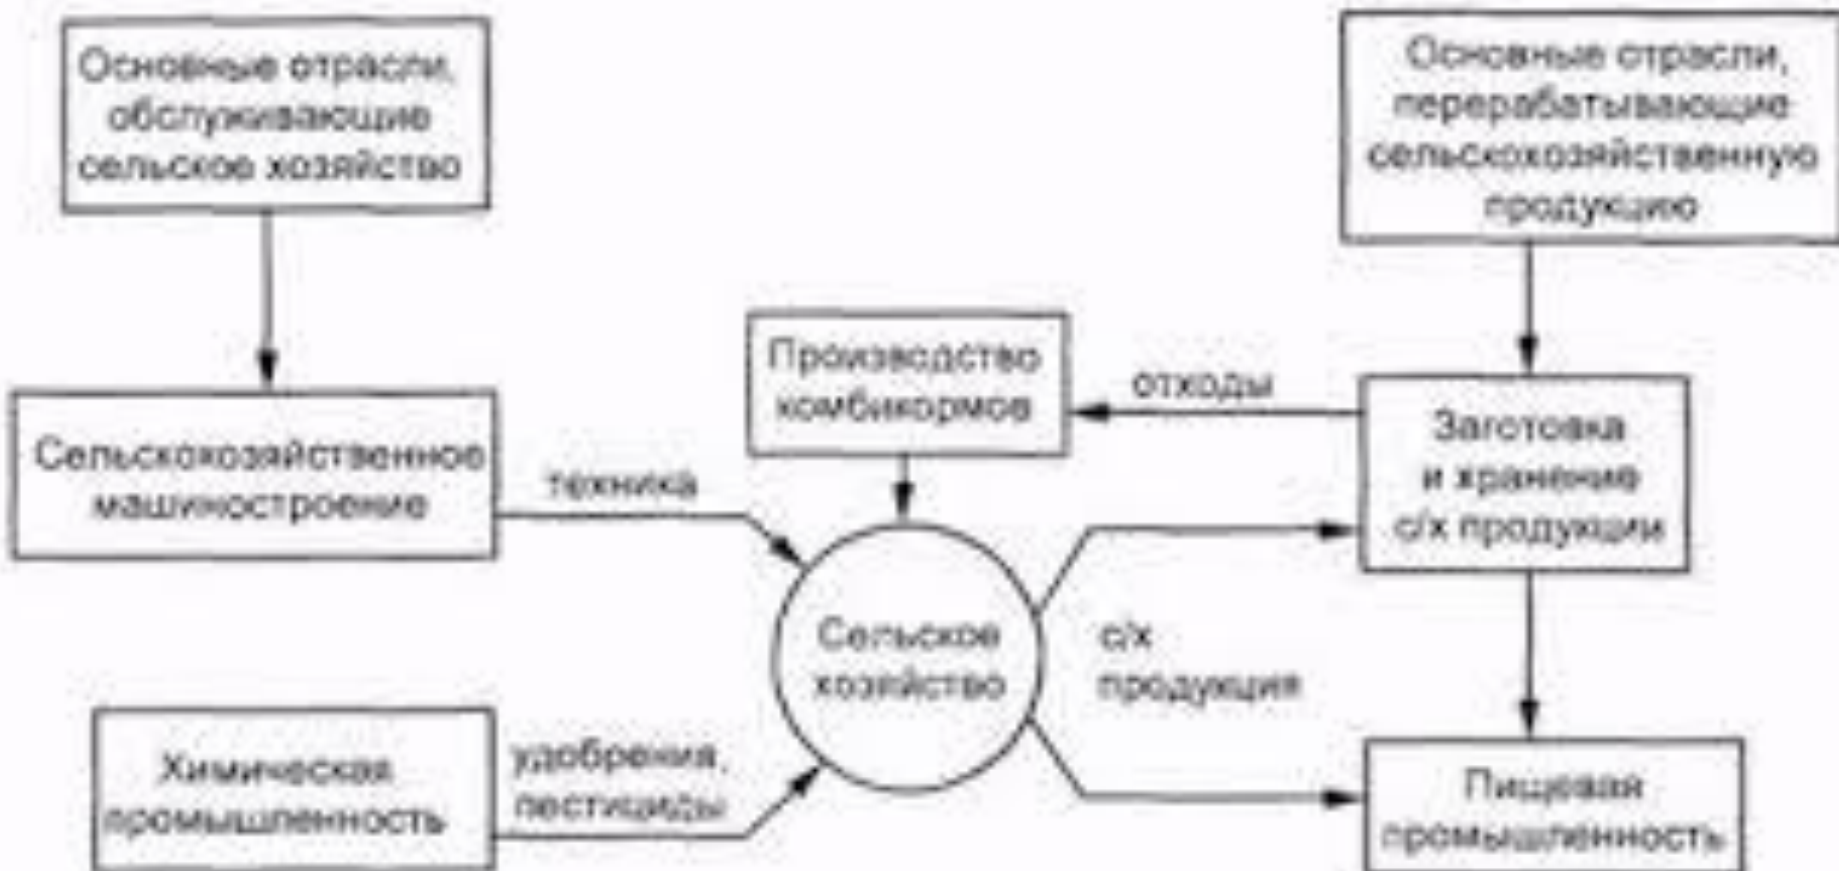 Основные отрасли,
обслуживающие
сельское хозяйство
Основные отрасли,
перерабатывающие
сельскохозяйственную
продукцию
Производство
комбикормов
отходы
Заготовка
и хранение
с/х продукции
Сельскохозяйственное
машиностроение
техника
Сельское
хозяйство
с/х
продукция
Химическая
промышленность
удобрения,
пестициды
Пищевая
промышленность